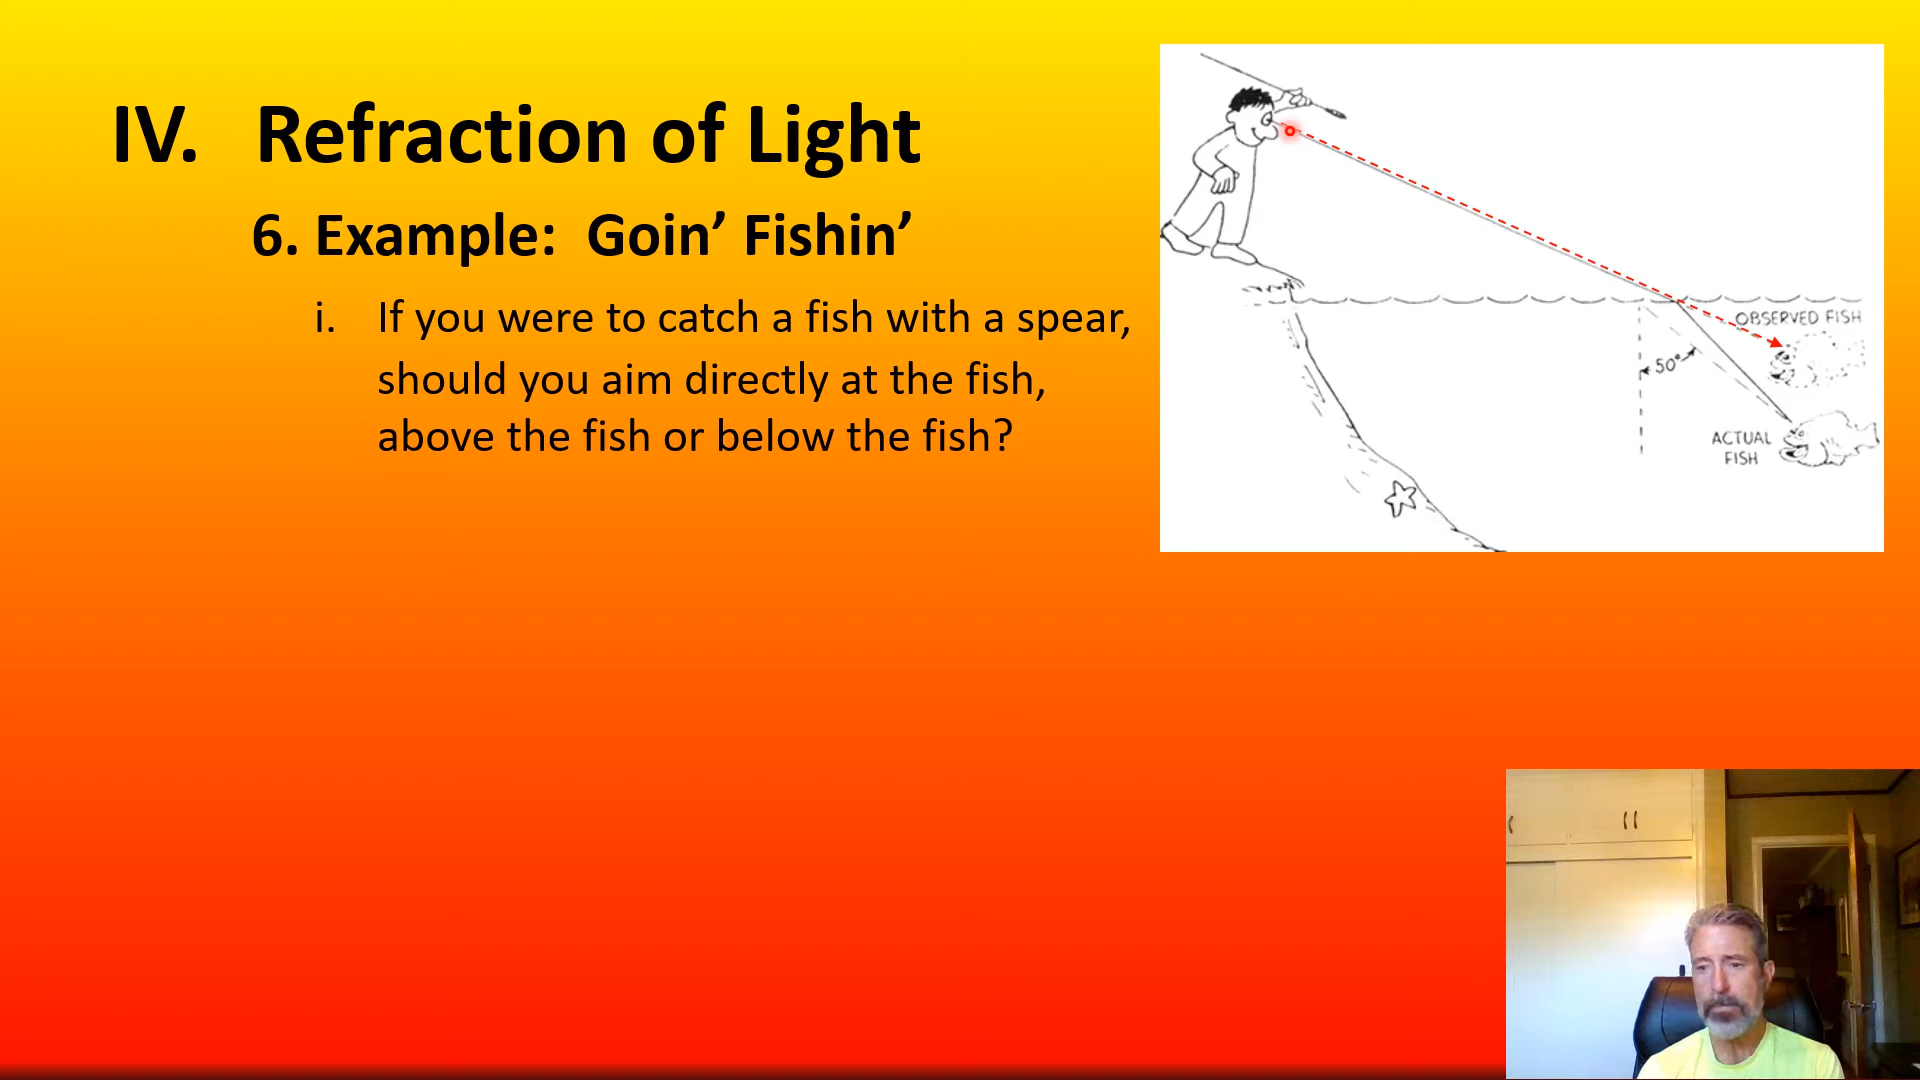 IV. Refraction of Light
6. Example: Goin’ Fishin’
i. If you were to catch a fish with a spear,
should you aim directly at the fish,
above the fish or below the fish?
OBSERVED FISH
50°
ACTUAL
FISH